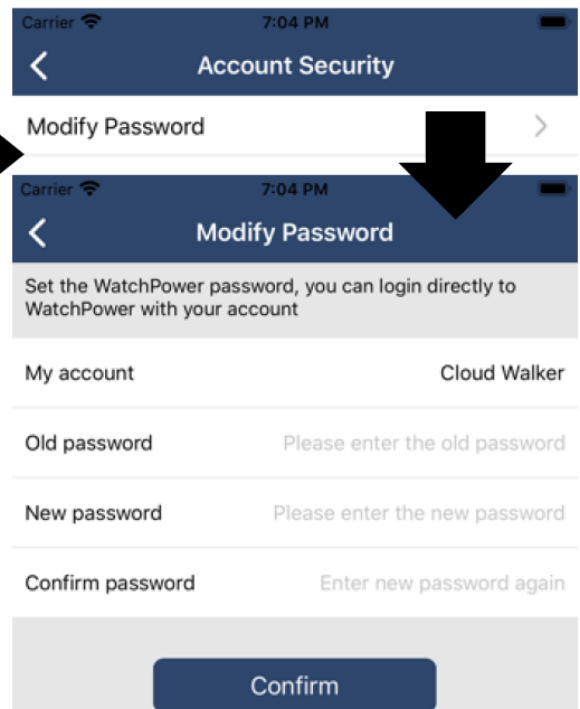 Carrier 7:04 PM
Account Security
Modify Password
Carrier 7:04 PM
Modify Password
Set the WatchPower password, you can login directly to
WatchPower with your account
My account Cloud Walker
Old password Please enter the old password
New password Please enter the new password
Confirm password Enter new password again
Confirm